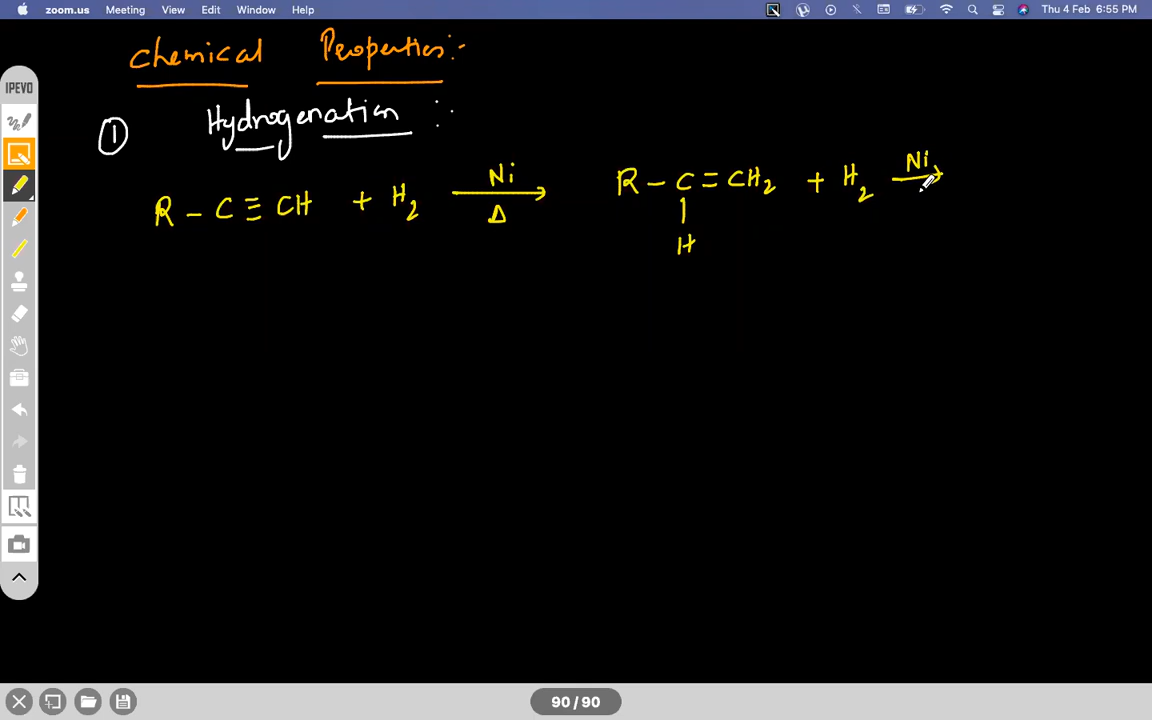 zoom.us Meeting View Edit Window Help Thu 4 Feb 6:55 PM
IPEVO
chemical Properties:-
① Hydrogenation :-
R – C ≡ CH + H₂ Ni Δ → R – C = CH₂ + H₂ Ni →
H
90 / 90